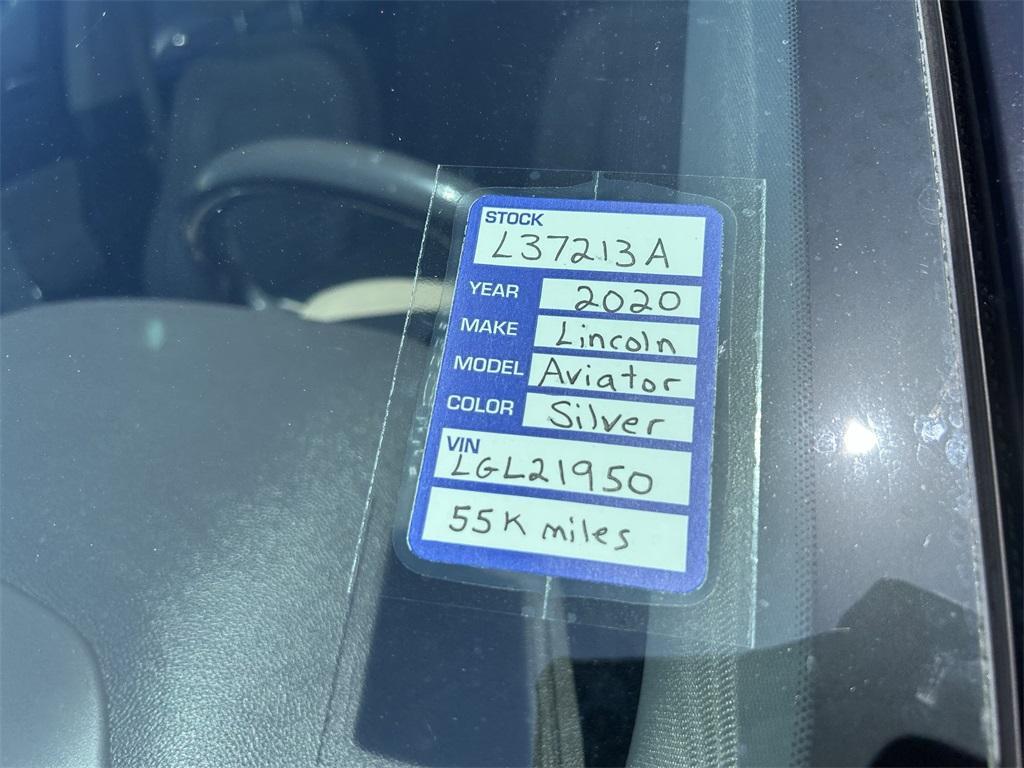 STOCK
L37213A
YEAR 2020
MAKE Lincoln
MODEL Aviator
COLOR Silver
VIN
LGL21950
55K miles